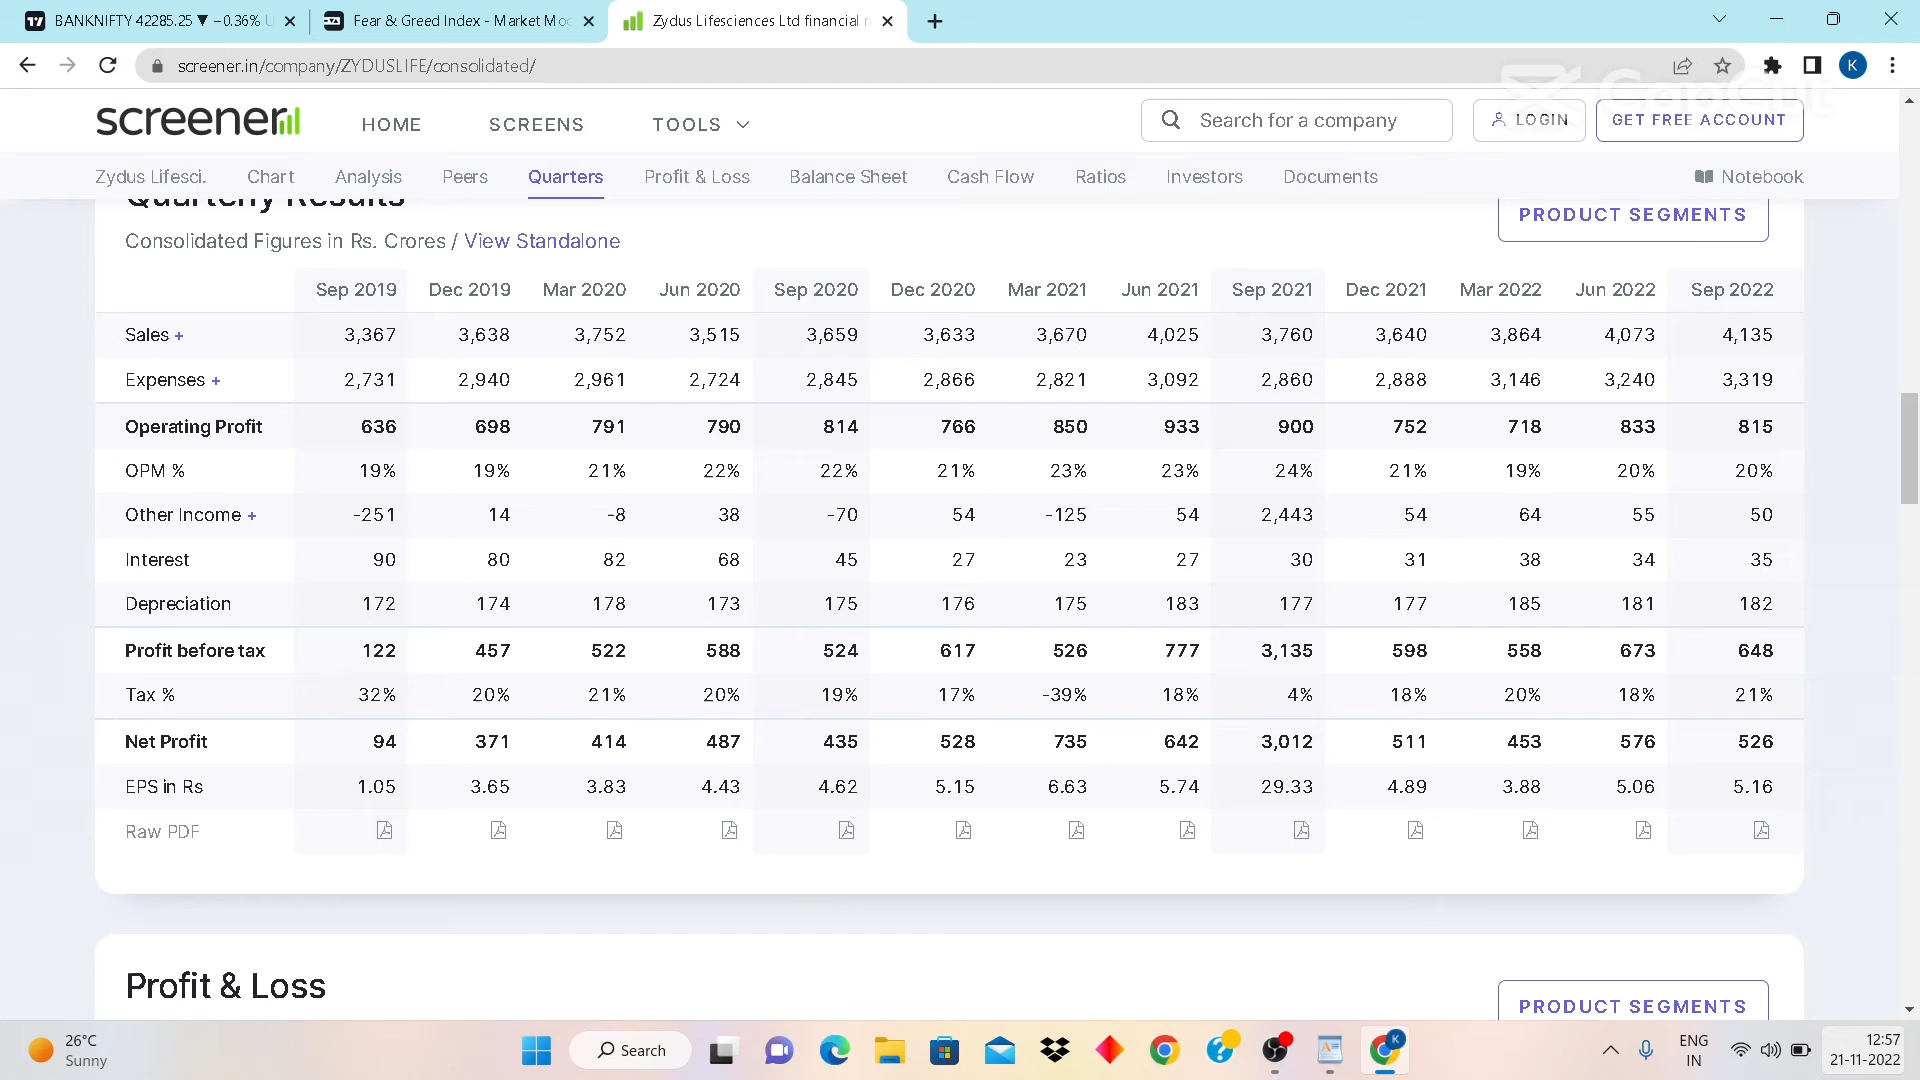 BANKNIFTY 42285.25 ▼ −0.36% U
Fear & Greed Index - Market Moo
Zydus Lifesciences Ltd financial r
screener.in/company/ZYDUSLIFE/consolidated/
K
screener
HOME
SCREENS
TOOLS
Search for a company
LOGIN
GET FREE ACCOUNT
Zydus Lifesci. Chart Analysis Peers Quarters Profit & Loss Balance Sheet Cash Flow Ratios Investors Documents Notebook
Quarterly Results
PRODUCT SEGMENTS
Consolidated Figures in Rs. Crores / View Standalone
Sep 2019 Dec 2019 Mar 2020 Jun 2020 Sep 2020 Dec 2020 Mar 2021 Jun 2021 Sep 2021 Dec 2021 Mar 2022 Jun 2022 Sep 2022
Sales + 3,367 3,638 3,752 3,515 3,659 3,633 3,670 4,025 3,760 3,640 3,864 4,073 4,135
Expenses + 2,731 2,940 2,961 2,724 2,845 2,866 2,821 3,092 2,860 2,888 3,146 3,240 3,319
Operating Profit 636 698 791 790 814 766 850 933 900 752 718 833 815
OPM % 19% 19% 21% 22% 22% 21% 23% 23% 24% 21% 19% 20% 20%
Other Income + -251 14 -8 38 -70 54 -125 54 2,443 54 64 55 50
Interest 90 80 82 68 45 27 23 27 30 31 38 34 35
Depreciation 172 174 178 173 175 176 175 183 177 177 185 181 182
Profit before tax 122 457 522 588 524 617 526 777 3,135 598 558 673 648
Tax % 32% 20% 21% 20% 19% 17% -39% 18% 4% 18% 20% 18% 21%
Net Profit 94 371 414 487 435 528 735 642 3,012 511 453 576 526
EPS in Rs 1.05 3.65 3.83 4.43 4.62 5.15 6.63 5.74 29.33 4.89 3.88 5.06 5.16
Raw PDF
Profit & Loss
PRODUCT SEGMENTS
26°C
Sunny
Search
K
ENG
IN
12:57
21-11-2022